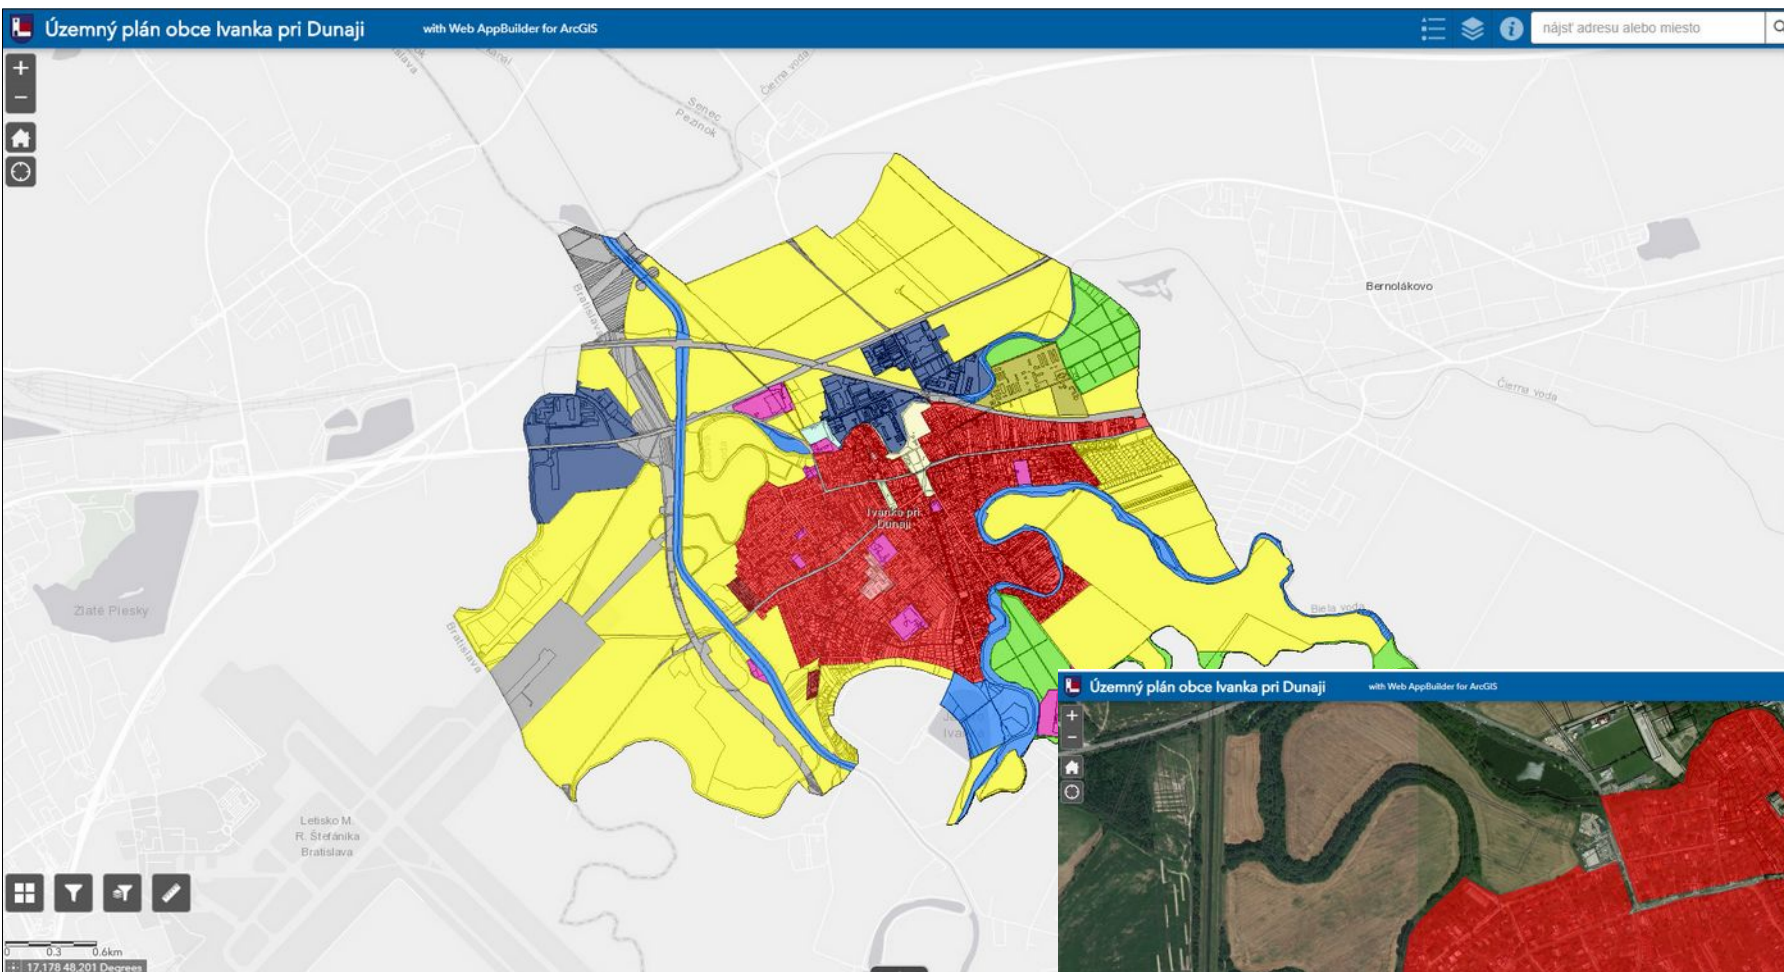 Územný plán obce Ivanka pri Dunaji
with Web AppBuilder for ArcGIS
nájsť adresu alebo miesto
Bratislava
Čierna voda
Senec
Pezinok
Bernolákovo
Bratislava
Čierna voda
Ivanka pri
Dunaji
Zlaté Piesky
Biela voda
Bratislava
Letisko M.
R. Štefánika
Bratislava
0 0.3 0.6km
17.178 48.201 Degrees
Územný plán obce Ivanka pri Dunaji
with Web AppBuilder for ArcGIS